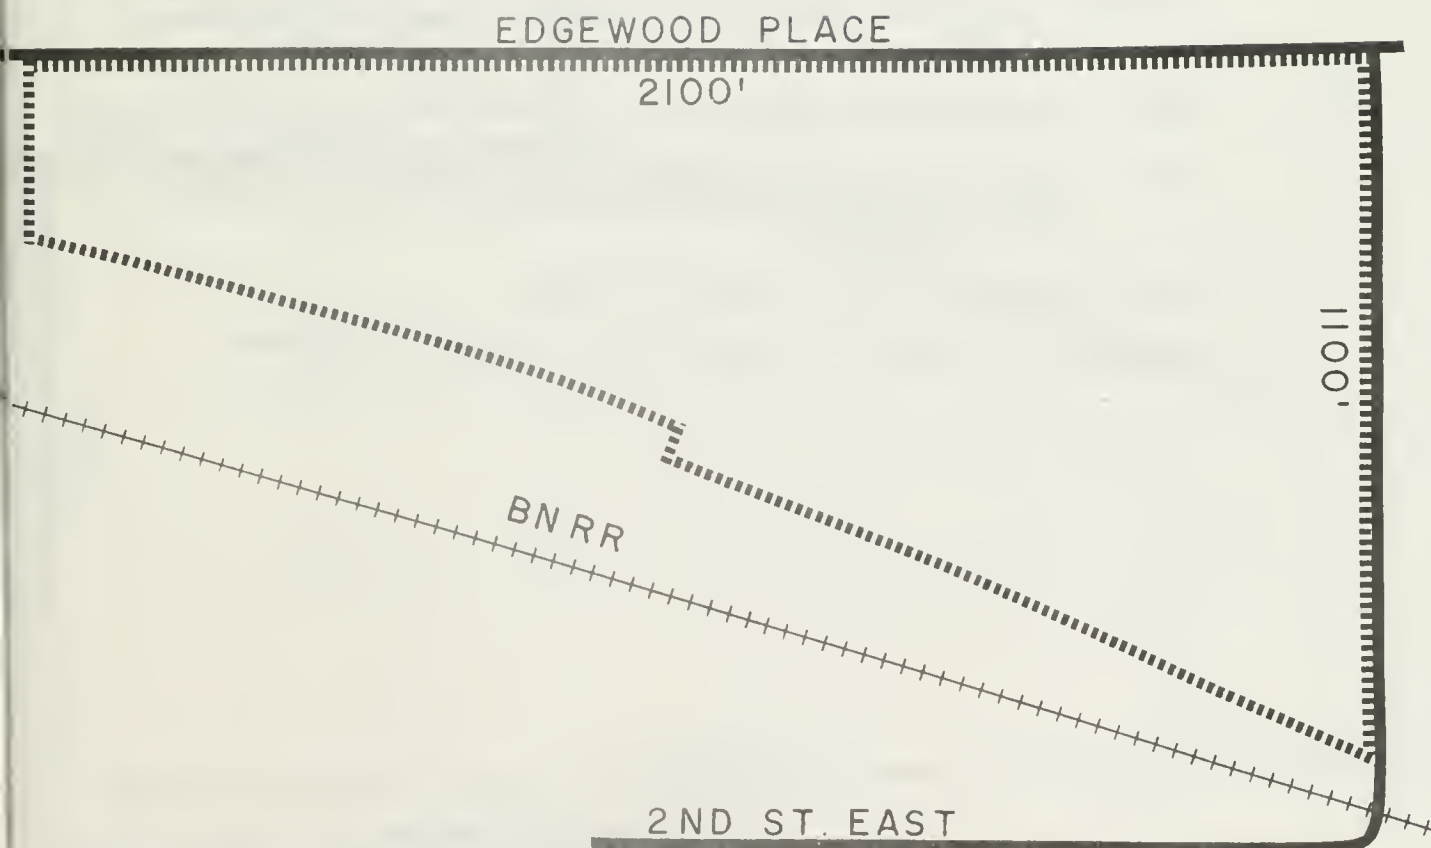 EDGEWOOD PLACE
2100'
1100'
BNRR
2ND ST. EAST